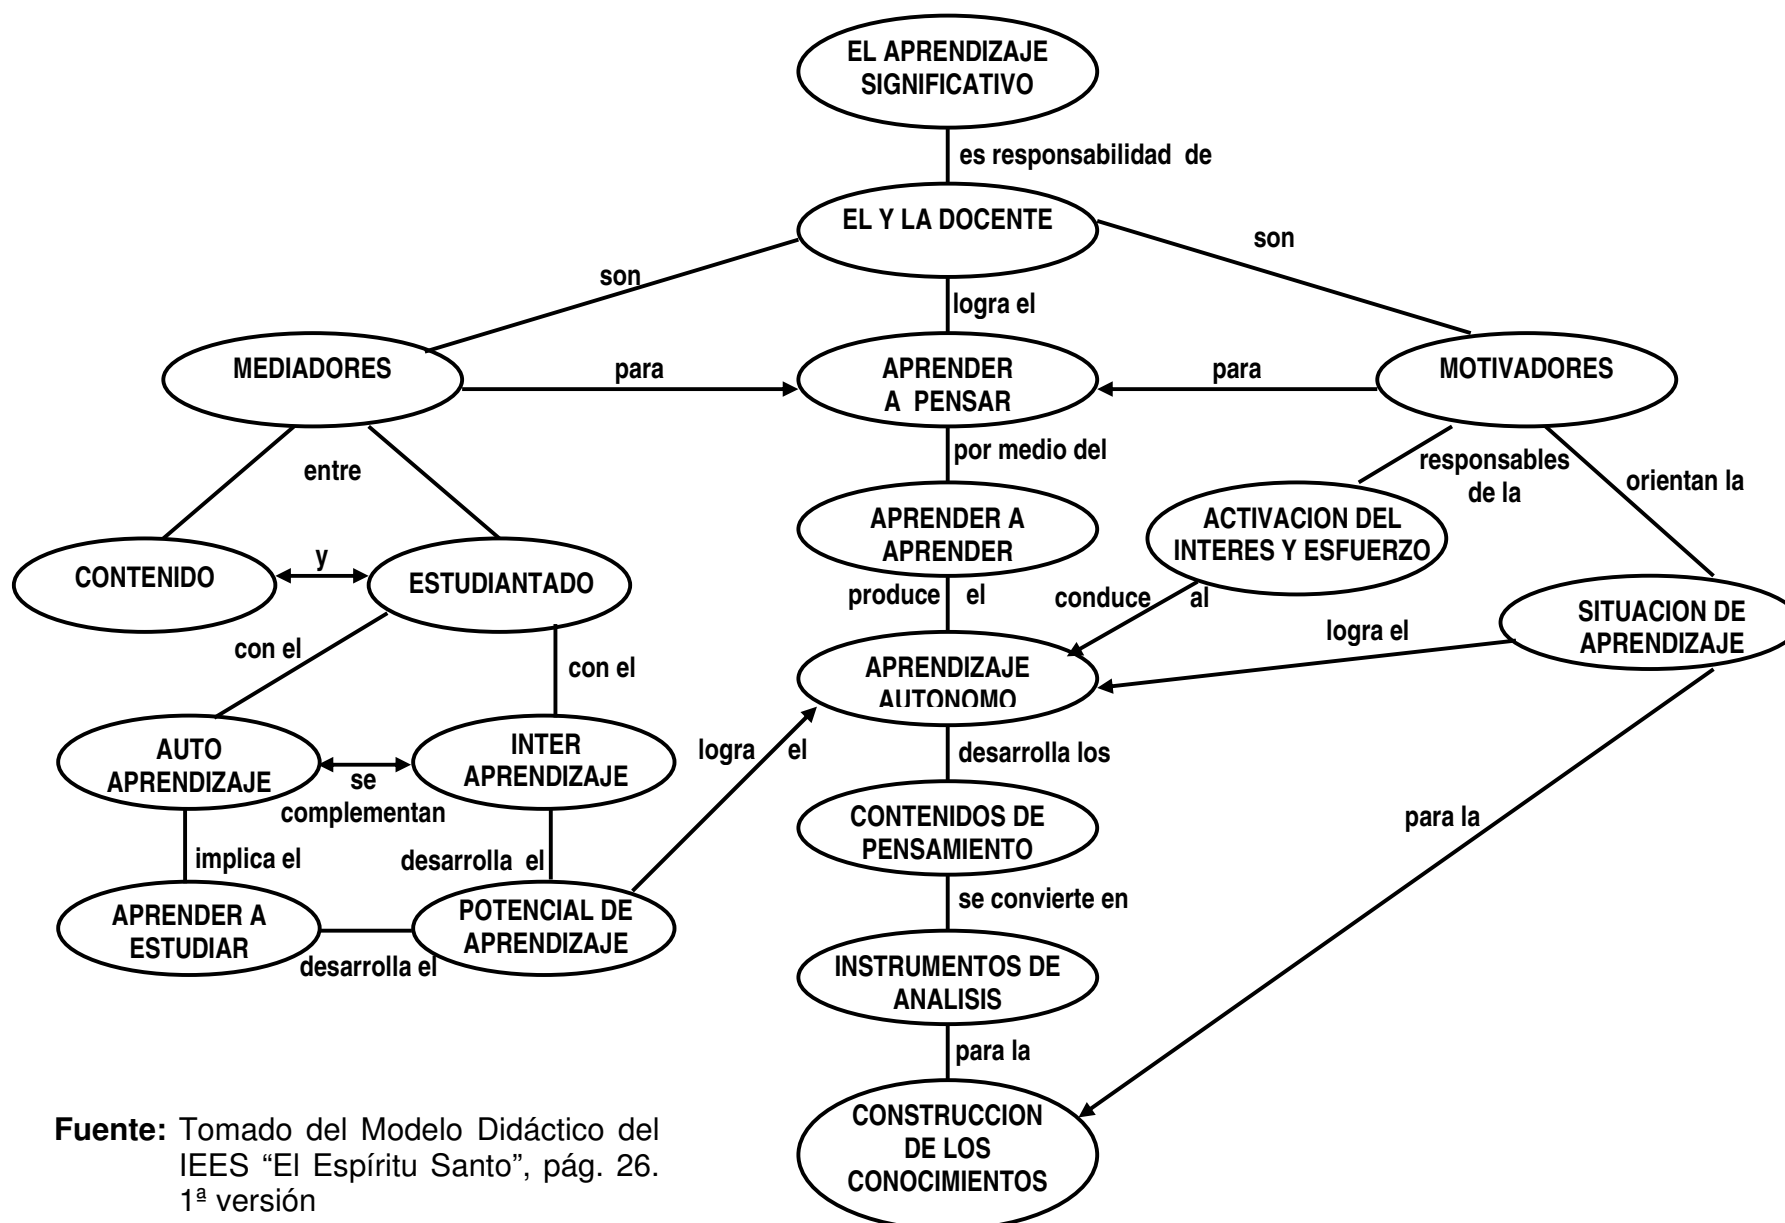 EL APRENDIZAJE
SIGNIFICATIVO
es responsabilidad de
EL Y LA DOCENTE
son
son
logra el
MEDIADORES
para
APRENDER
A PENSAR
para
MOTIVADORES
entre
por medio del
responsables
de la
orientan la
CONTENIDO
y
ESTUDIANTADO
APRENDER A
APRENDER
ACTIVACION DEL
INTERES Y ESFUERZO
produce el
conduce al
SITUACION DE
APRENDIZAJE
con el
con el
logra el
APRENDIZAJE
AUTONOMO
AUTO
APRENDIZAJE
se
complementan
INTER
APRENDIZAJE
logra el
desarrolla los
implica el
desarrolla el
CONTENIDOS DE
PENSAMIENTO
para la
APRENDER A
ESTUDIAR
desarrolla el
POTENCIAL DE
APRENDIZAJE
se convierte en
INSTRUMENTOS DE
ANALISIS
para la
CONSTRUCCION
DE LOS
CONOCIMIENTOS
Fuente: Tomado del Modelo Didáctico del
IEES “El Espíritu Santo”, pág. 26.
1ª versión